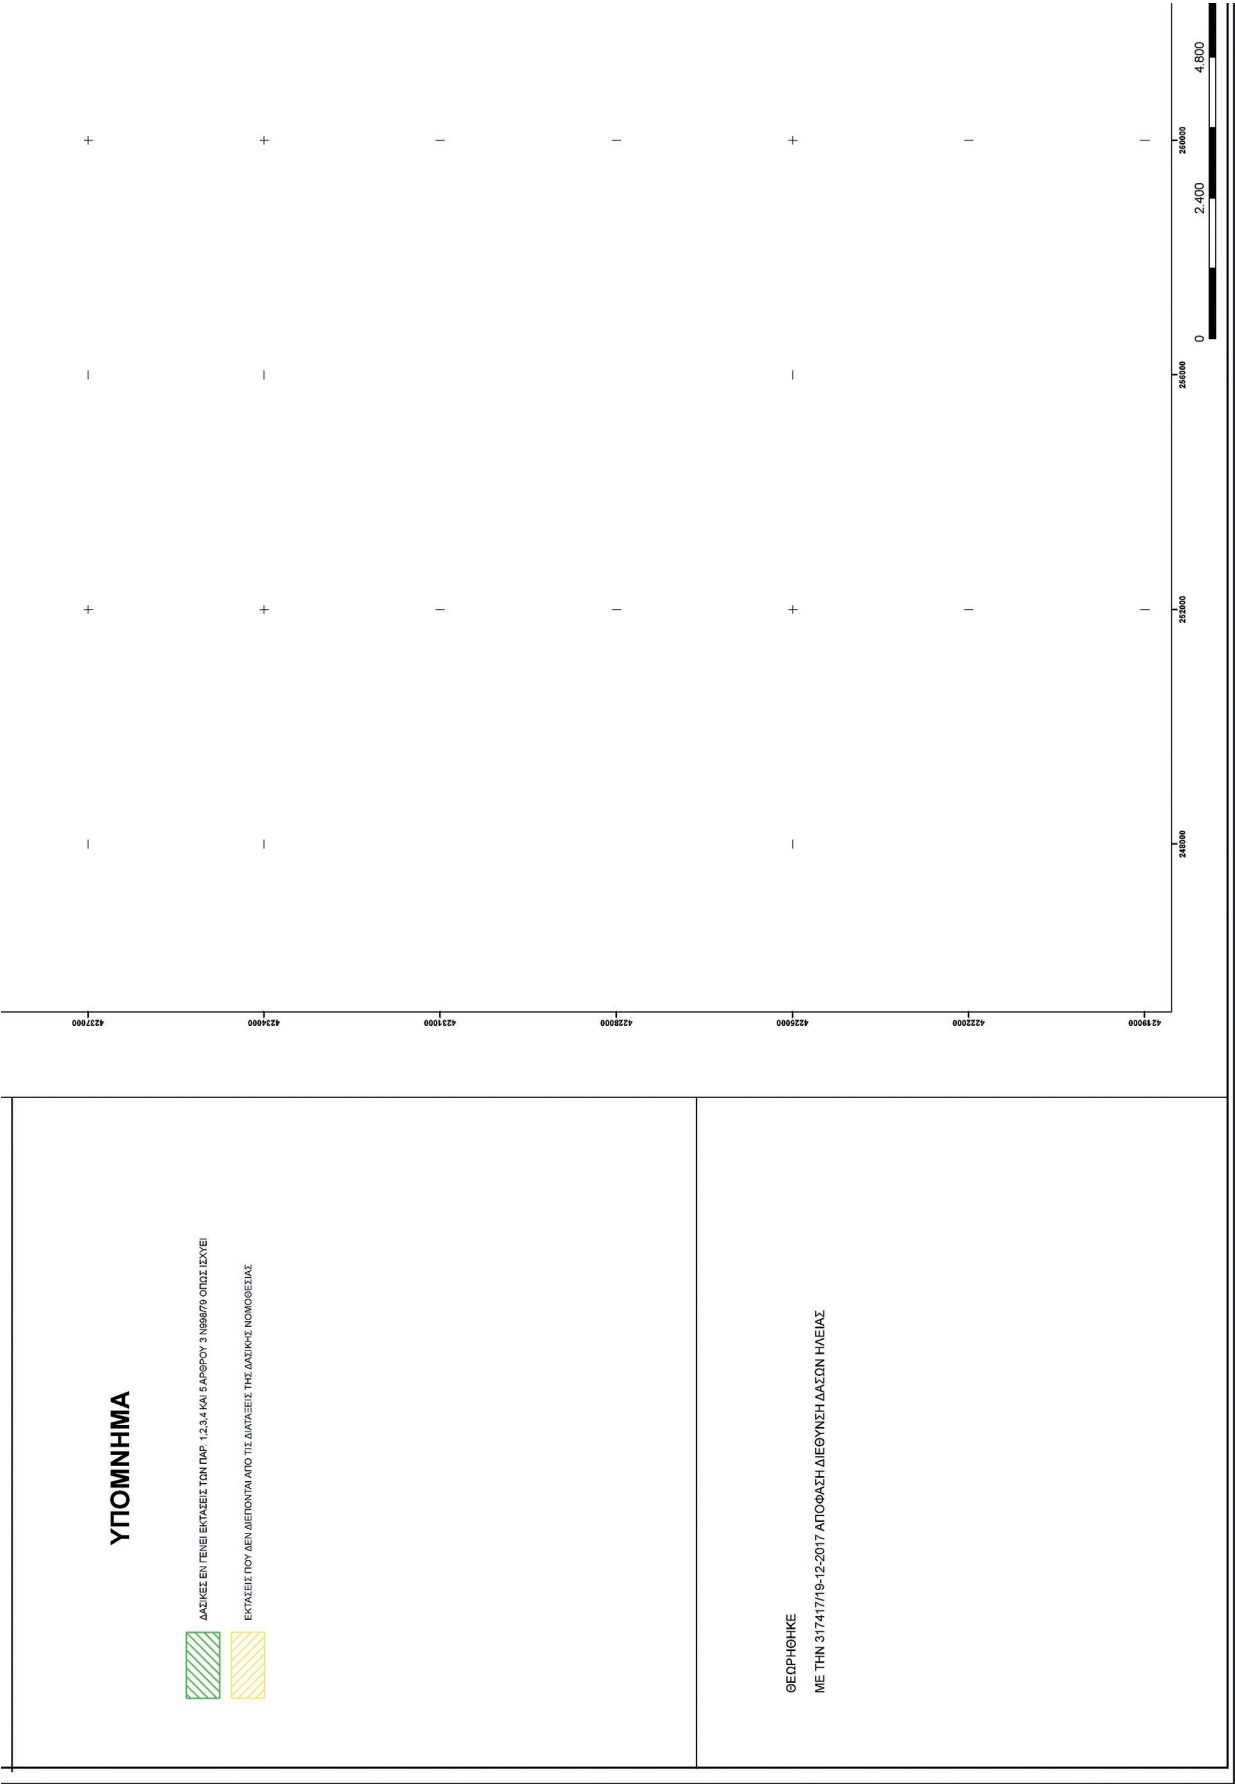 ΥΠΟΜΝΗΜΑ
ΔΑΣΙΚΕΣ ΕΝ ΓΕΝΕΙ ΕΚΤΑΣΕΙΣ ΤΩΝ ΠΑΡ. 1,2,3,4 ΚΑΙ 5 ΑΡΘΡΟΥ 3 Ν998/79 ΟΠΩΣ ΙΣΧΥΕΙ
ΕΚΤΑΣΕΙΣ ΠΟΥ ΔΕΝ ΔΙΕΠΟΝΤΑΙ ΑΠΟ ΤΙΣ ΔΙΑΤΑΞΕΙΣ ΤΗΣ ΔΑΣΙΚΗΣ ΝΟΜΟΘΕΣΙΑΣ
ΘΕΩΡΗΘΗΚΕ
ΜΕ ΤΗΝ 317417/19-12-2017 ΑΠΟΦΑΣΗ ΔΙΕΘΥΝΣΗ ΔΑΣΩΝ ΗΛΕΙΑΣ
4237000
4234000
4231000
4228000
4225000
4222000
4219000
248000
252000
256000
260000
0
2.400
4.800